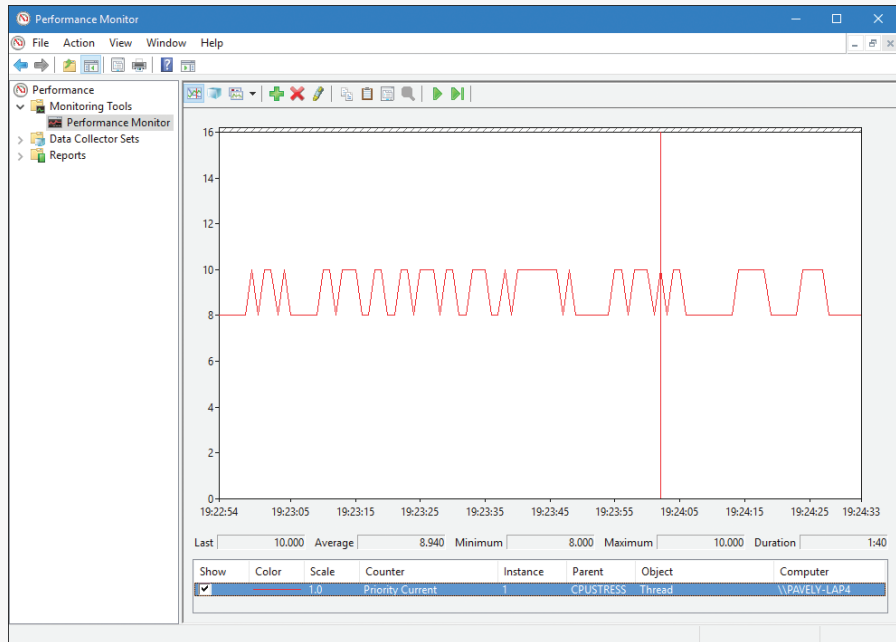 Performance Monitor
File Action View Window Help
Performance
Monitoring Tools
Performance Monitor
Data Collector Sets
Reports
16
14
12
10
8
6
4
2
0
19:22:54 19:23:05 19:23:15 19:23:25 19:23:35 19:23:45 19:23:55 19:24:05 19:24:15 19:24:25 19:24:33
Last 10.000 Average 8.940 Minimum 8.000 Maximum 10.000 Duration 1:40
Show Color Scale Counter Instance Parent Object Computer
1.0 Priority Current 1 CPUSTRESS Thread \\PAVELY-LAP4